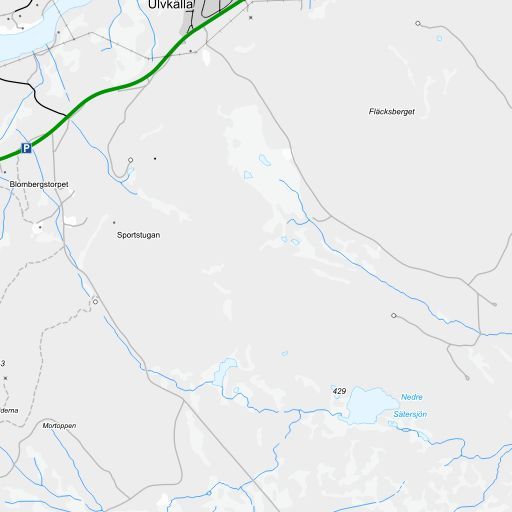 Ulvkälla
Fläcksberget
P
Blombergstorpet
Sportstugan
429
Nedre
Sätersjön
Mortoppen